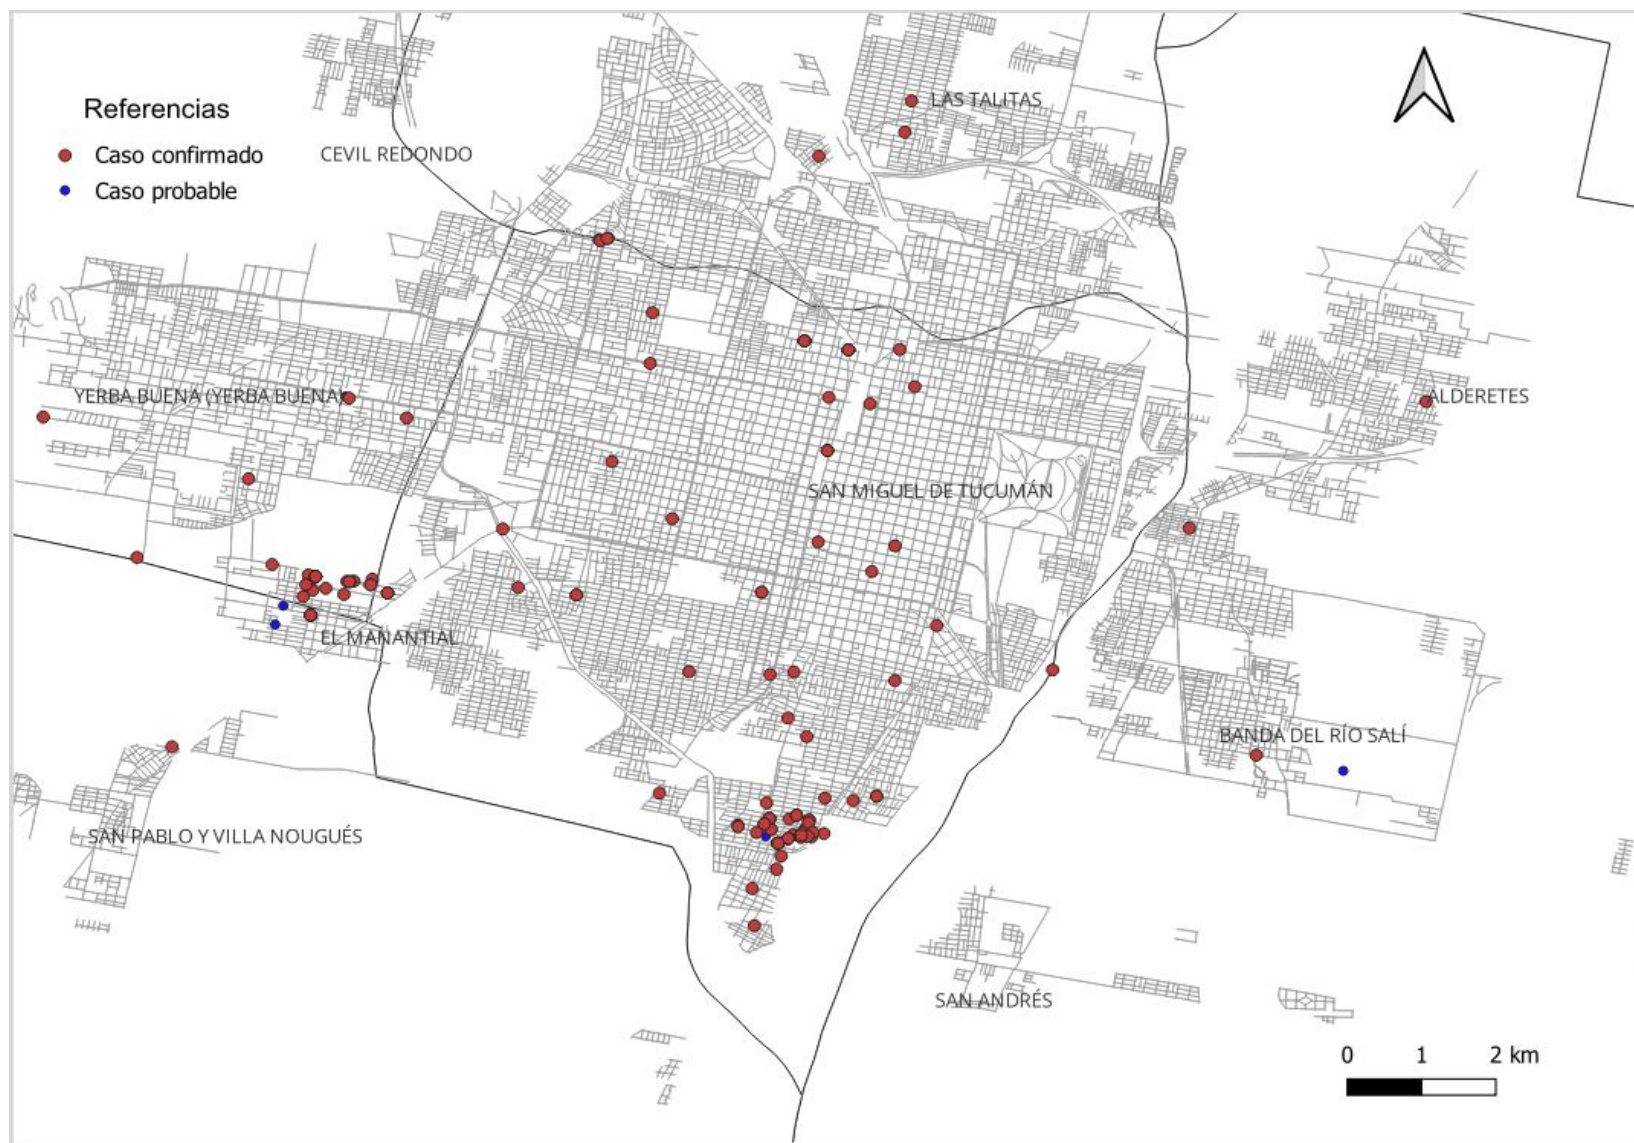 Referencias
Caso confirmado
Caso probable
CEVIL REDONDO
LAS TALITAS
YERBA BUENA (YERBA BUENA)
ALDERETES
SAN MIGUEL DE TUCUMÁN
EL MANANTIAL
BANDA DEL RÍO SALÍ
SAN PABLO Y VILLA NOUGUÉS
SAN ANDRÉS
0 1 2 km